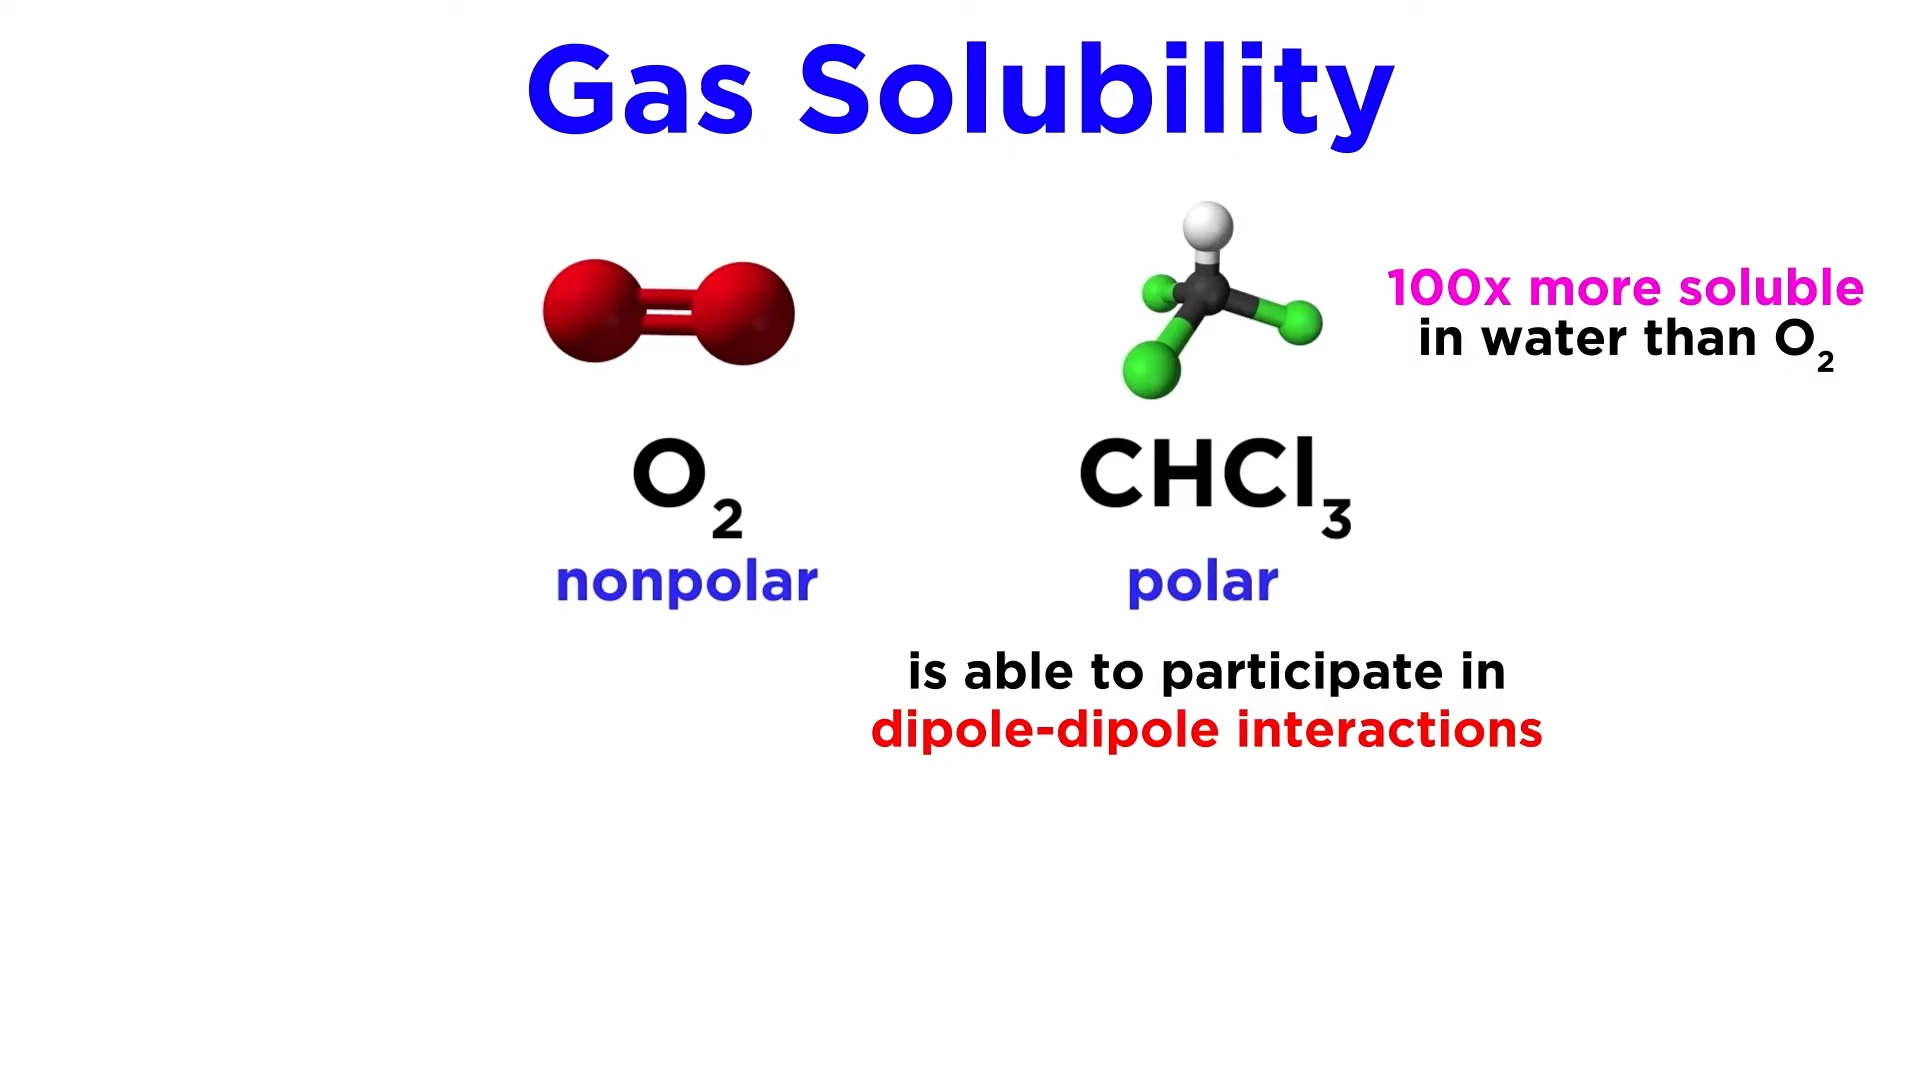 Gas Solubility
100x more soluble
in water than O₂
O₂
CHCl₃
nonpolar
polar
is able to participate in
dipole-dipole interactions